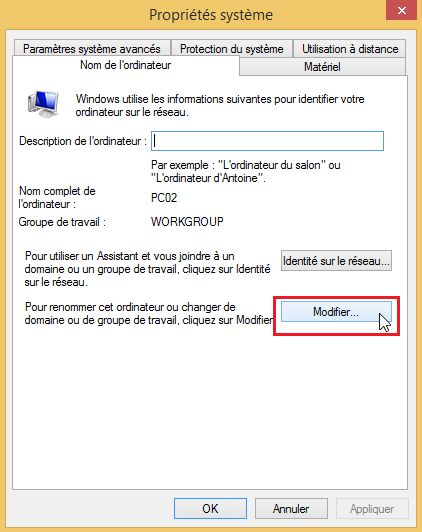 Propriétés système
Paramètres système avancés
Protection du système
Utilisation à distance
Nom de l'ordinateur
Matériel
Windows utilise les informations suivantes pour identifier votre
ordinateur sur le réseau.
Description de l'ordinateur :
Par exemple : "L'ordinateur du salon" ou
"L'ordinateur d'Antoine".
Nom complet de
l'ordinateur :
PC02
Groupe de travail :
WORKGROUP
Pour utiliser un Assistant et vous joindre à un
domaine ou un groupe de travail, cliquez sur Identité
sur le réseau.
Identité sur le réseau...
Pour renommer cet ordinateur ou changer de
domaine ou de groupe de travail, cliquez sur Modifier
Modifier...
OK
Annuler
Appliquer